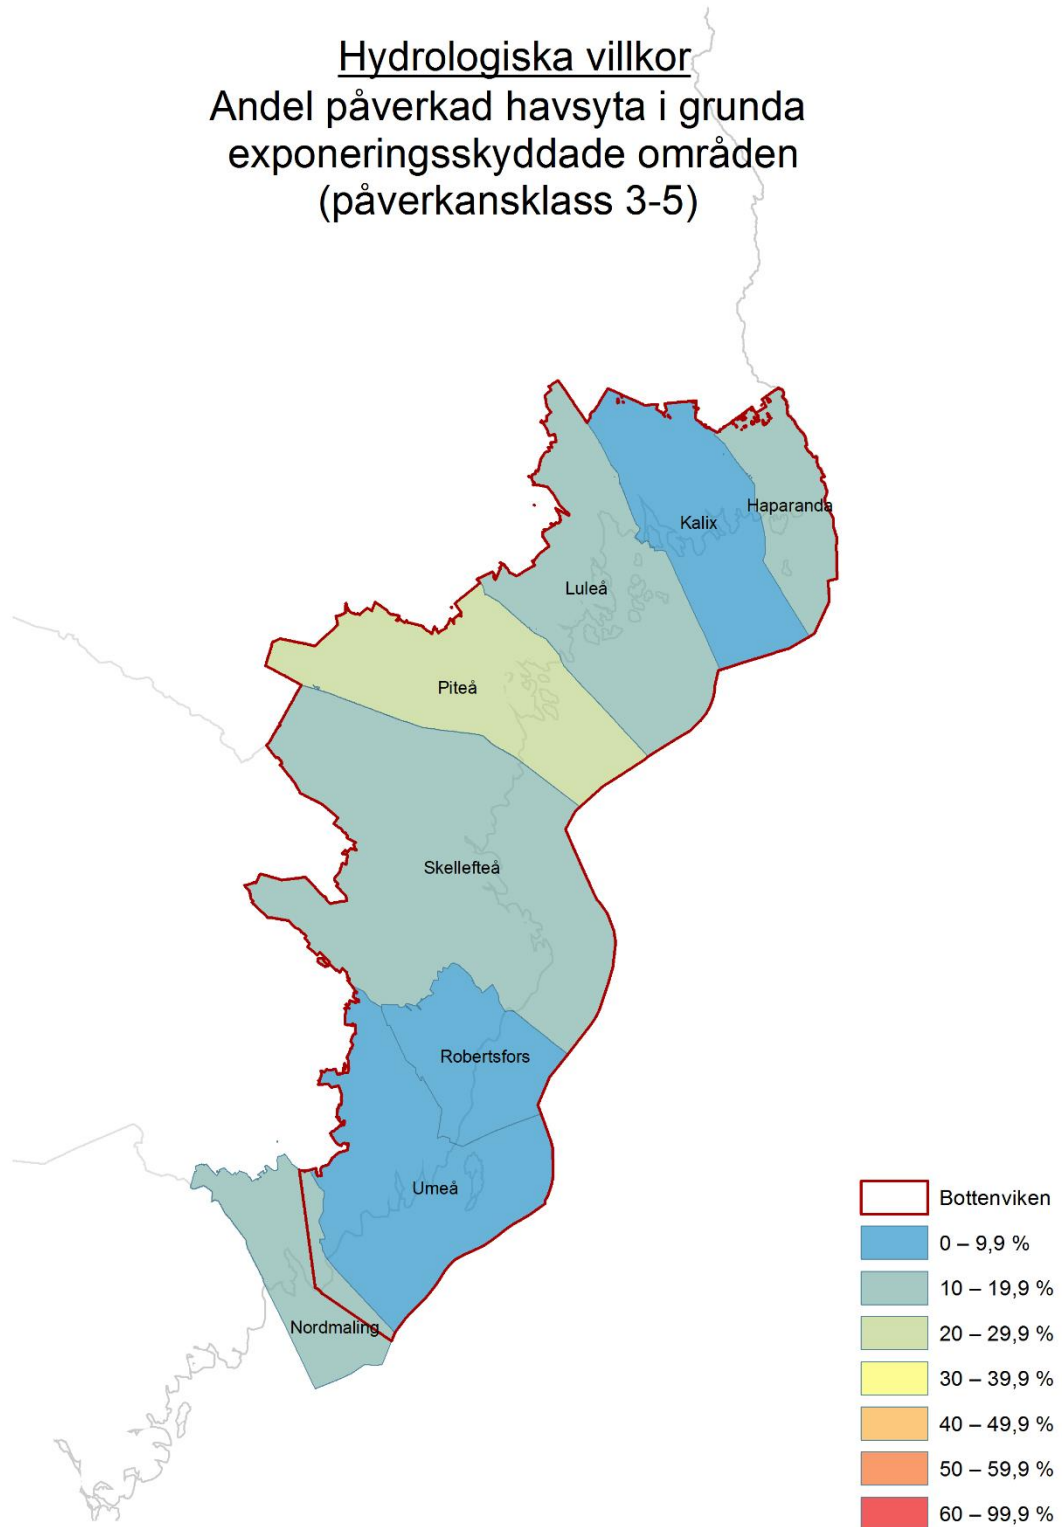 Hydrologiska villkor
Andel påverkad havsyta i grunda
exponeringsskyddade områden
(påverkansklass 3-5)
Haparanda
Kalix
Luleå
Piteå
Skellefteå
Robertsfors
Umeå
Nordmaling
Bottenviken
0 – 9,9 %
10 – 19,9 %
20 – 29,9 %
30 – 39,9 %
40 – 49,9 %
50 – 59,9 %
60 – 99,9 %